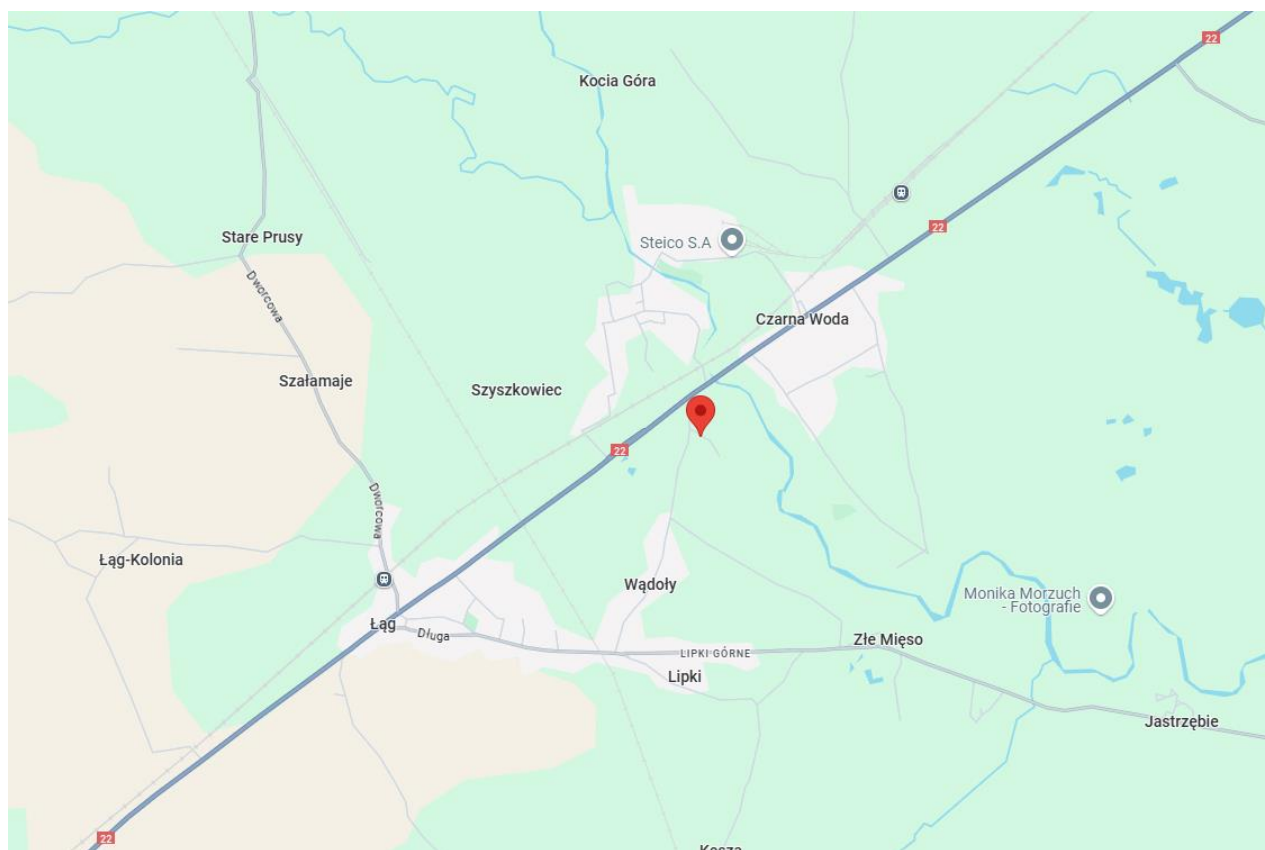 22
Kocia Góra
22
Stare Prusy
Steico S.A
Dworcowa
Czarna Woda
Szałamaje
Szyszkowiec
22
Dworcowa
Łąg-Kolonia
Wądoły
Monika Morzuch
- Fotografie
Łąg
Długa
Złe Mięso
LIPKI GÓRNE
Lipki
Jastrzębie
22